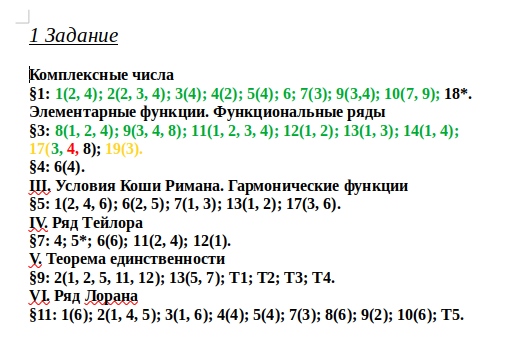 1 Задание
Комплексные числа
§1: 1(2, 4); 2(2, 3, 4); 3(4); 4(2); 5(4); 6; 7(3); 9(3,4); 10(7, 9); 18*.
Элементарные функции. Функциональные ряды
§3: 8(1, 2, 4); 9(3, 4, 8); 11(1, 2, 3, 4); 12(1, 2); 13(1, 3); 14(1, 4);
17(3, 4, 8); 19(3).
§4: 6(4).
III. Условия Коши Римана. Гармонические функции
§5: 1(2, 4, 6); 6(2, 5); 7(1, 3); 13(1, 2); 17(3, 6).
IV. Ряд Тейлора
§7: 4; 5*; 6(6); 11(2, 4); 12(1).
V. Теорема единственности
§9: 2(1, 2, 5, 11, 12); 13(5, 7); Т1; Т2; Т3; Т4.
VI. Ряд Лорана
§11: 1(6); 2(1, 4, 5); 3(1, 6); 4(4); 5(4); 7(3); 8(6); 9(2); 10(6); Т5.